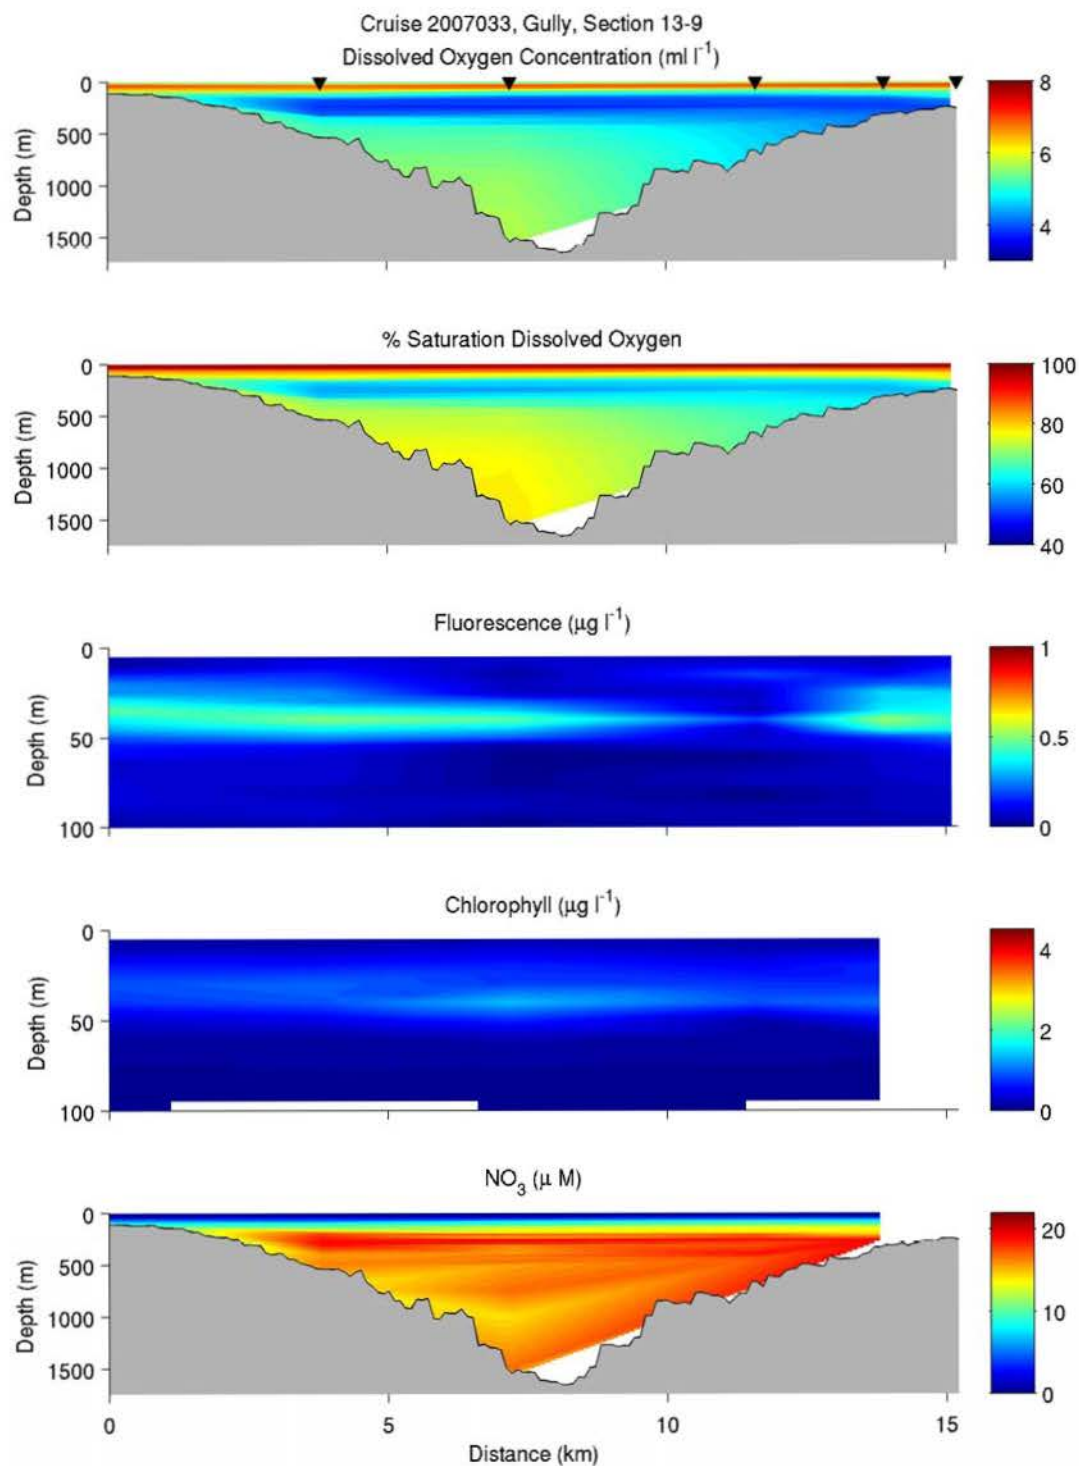 Cruise 2007033, Gully, Section 13-9
Dissolved Oxygen Concentration (ml l⁻¹)
0
500
1000
1500
Depth (m)
8
6
4
% Saturation Dissolved Oxygen
0
500
1000
1500
Depth (m)
100
80
60
40
Fluorescence (μg l⁻¹)
0
50
100
Depth (m)
1
0.5
0
Chlorophyll (μg l⁻¹)
0
50
100
Depth (m)
4
2
0
NO₃ (μ M)
0
500
1000
1500
Depth (m)
20
10
0
0 5 10 15
Distance (km)